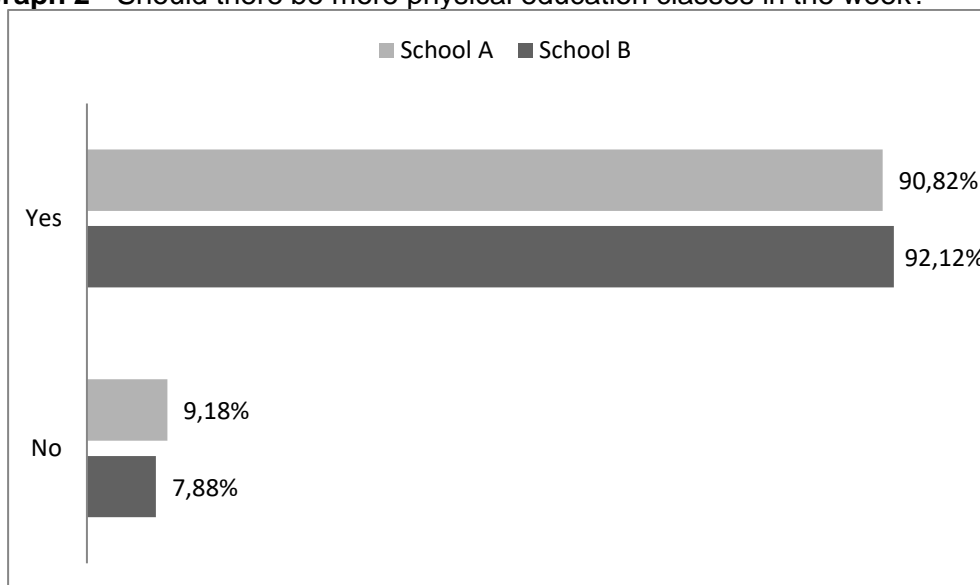 Graph 2 - Should there be more physical education classes in the week?
School A School B
Yes
90,82%
92,12%
No
9,18%
7,88%